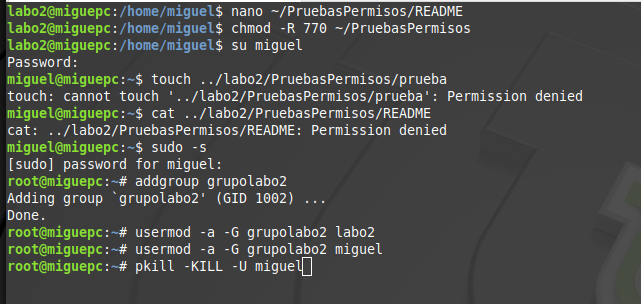 labo2@miguepc:/home/miguel$ nano ~/PruebasPermisos/README
labo2@miguepc:/home/miguel$ chmod -R 770 ~/PruebasPermisos
labo2@miguepc:/home/miguel$ su miguel
Password:
miguel@miguepc:~$ touch ../labo2/PruebasPermisos/prueba
touch: cannot touch '../labo2/PruebasPermisos/prueba': Permission denied
miguel@miguepc:~$ cat ../labo2/PruebasPermisos/README
cat: ../labo2/PruebasPermisos/README: Permission denied
miguel@miguepc:~$ sudo -s
[sudo] password for miguel:
root@miguepc:~# addgroup grupolabo2
Adding group `grupolabo2' (GID 1002) ...
Done.
root@miguepc:~# usermod -a -G grupolabo2 labo2
root@miguepc:~# usermod -a -G grupolabo2 miguel
root@miguepc:~# pkill -KILL -U miguel